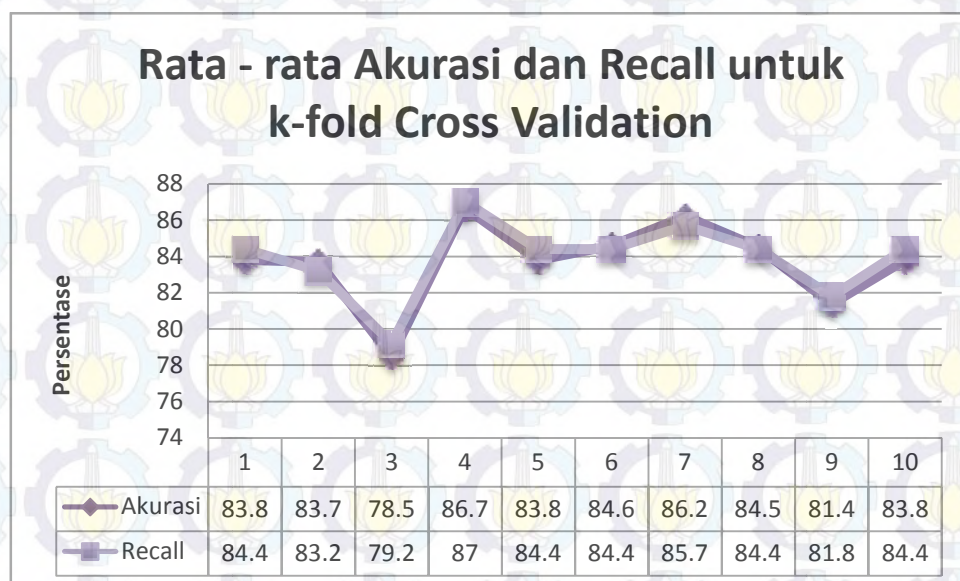 Rata - rata Akurasi dan Recall untuk
k-fold Cross Validation
Persentase
88
86
84
82
80
78
76
74
1 2 3 4 5 6 7 8 9 10
Akurasi 83.8 83.7 78.5 86.7 83.8 84.6 86.2 84.5 81.4 83.8
Recall 84.4 83.2 79.2 87 84.4 84.4 85.7 84.4 81.8 84.4